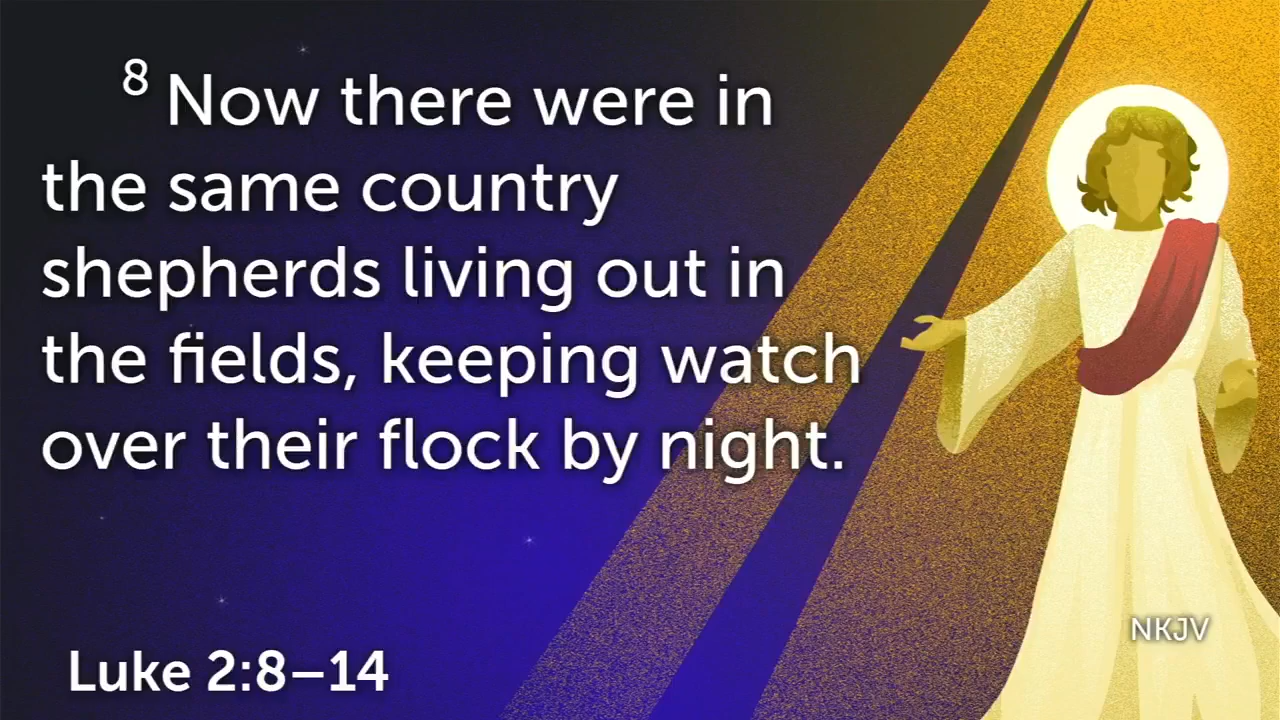 8 Now there were in
the same country
shepherds living out in
the fields, keeping watch
over their flock by night.
NKJV
Luke 2:8–14